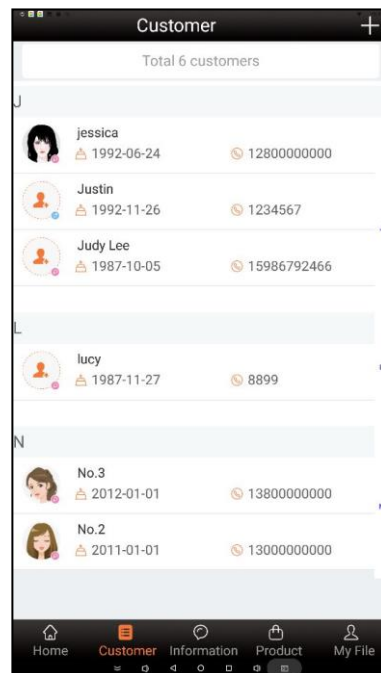 Customer
Total 6 customers
J
jessica
1992-06-24 12800000000
Justin
1992-11-26 1234567
Judy Lee
1987-10-05 15986792466
L
lucy
1987-11-27 8899
N
No.3
2012-01-01 13800000000
No.2
2011-01-01 13000000000
Home Customer Information Product My File